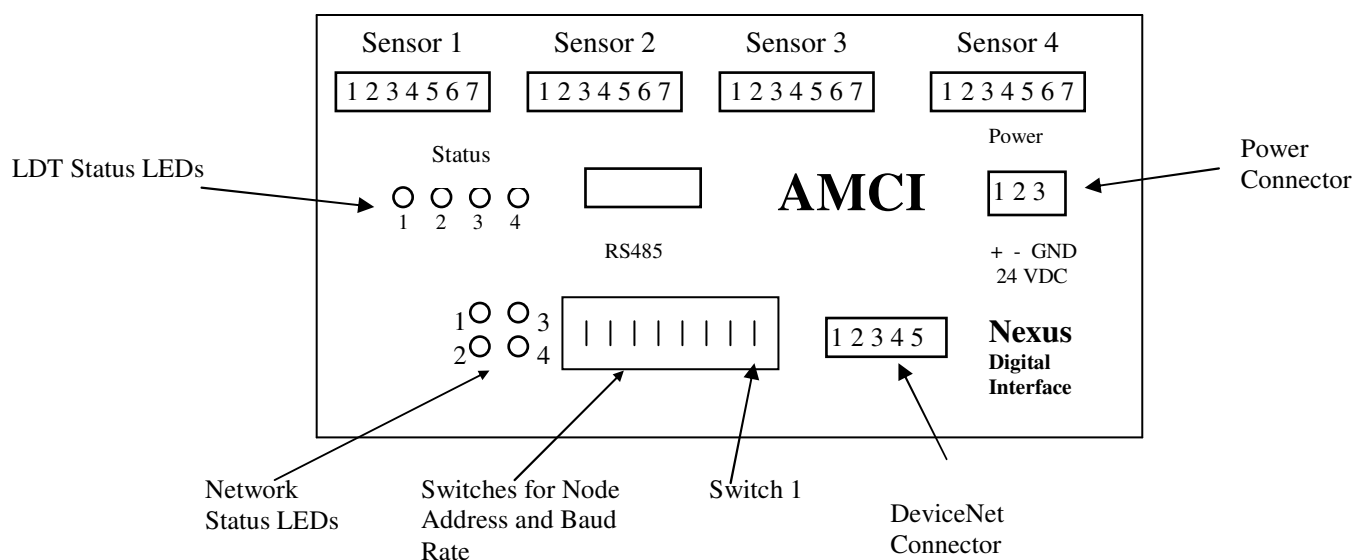 Sensor 1 Sensor 2 Sensor 3 Sensor 4
1 2 3 4 5 6 7 1 2 3 4 5 6 7 1 2 3 4 5 6 7 1 2 3 4 5 6 7
LDT Status LEDs
Status
1 2 3 4
RS485
AMCI
Power
1 2 3
+ - GND
24 VDC
Power
Connector
1 3
2 4
1 2 3 4 5
Nexus
Digital
Interface
Network
Status LEDs
Switches for Node
Address and Baud
Rate
Switch 1
DeviceNet
Connector